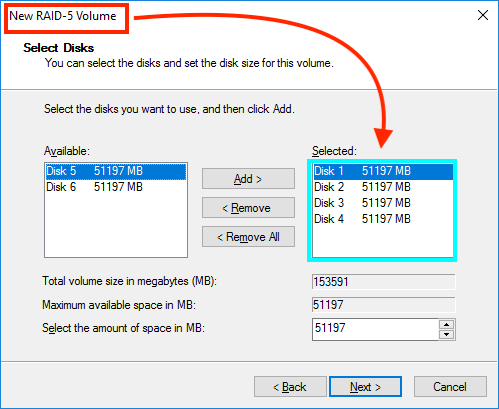 New RAID-5 Volume
Select Disks
You can select the disks and set the disk size for this volume.
Select the disks you want to use, and then click Add.
Available:
Disk 5 51197 MB
Disk 6 51197 MB
Add >
< Remove
< Remove All
Selected:
Disk 1 51197 MB
Disk 2 51197 MB
Disk 3 51197 MB
Disk 4 51197 MB
Total volume size in megabytes (MB): 153591
Maximum available space in MB: 51197
Select the amount of space in MB: 51197
< Back Next > Cancel